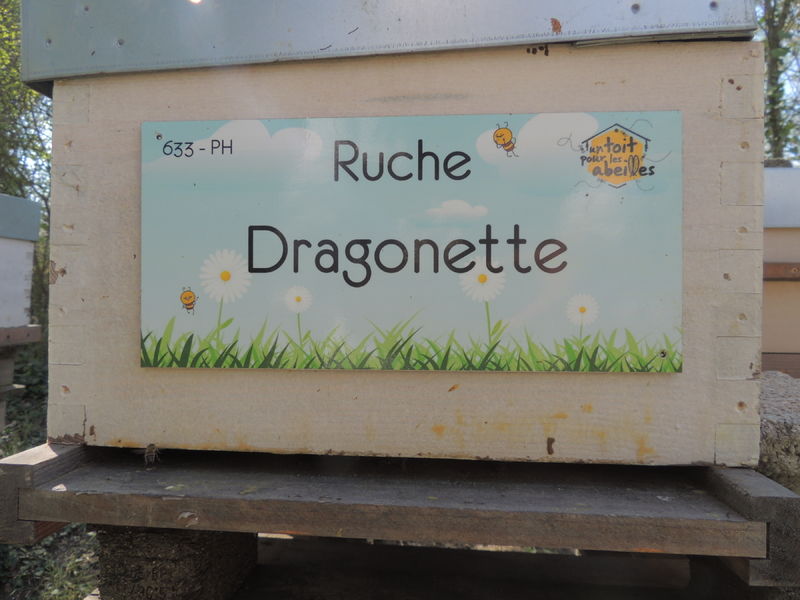 633 - PH
Ruche
Dragonette
un toit
pour les
abeilles